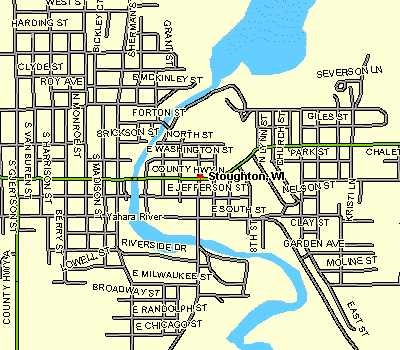 WEST S
HARDING ST
BICKLEY CT
SHERMAN S
GRANT ST
CLYDE ST
ROY AVE
E MCKINLEY ST
SEVERSON LN
N MONROE ST
FORTON ST
GILES ST
ERICKSON ST
NORTH ST
LYNN ST
CHURCH ST
E WASHINGTON ST
PARK ST
CHALET
S GJERTSON ST
S VAN BUREN ST
S HARRISON ST
S MADISON ST
COUNTY HWY N
Stoughton, WI
E JEFFERSON ST
NELSON ST
KRISTI LN
E SOUTH ST
Yahara River
CLAY ST
BERRY ST
S 8TH ST
RIVERSIDE DR
GARDEN AVE
LOWELL ST
MOLINE ST
COUNTY HWY A
E MILWAUKEE ST
BROADWAY ST
EAST ST
E RANDOLPH ST
E CHICAGO ST